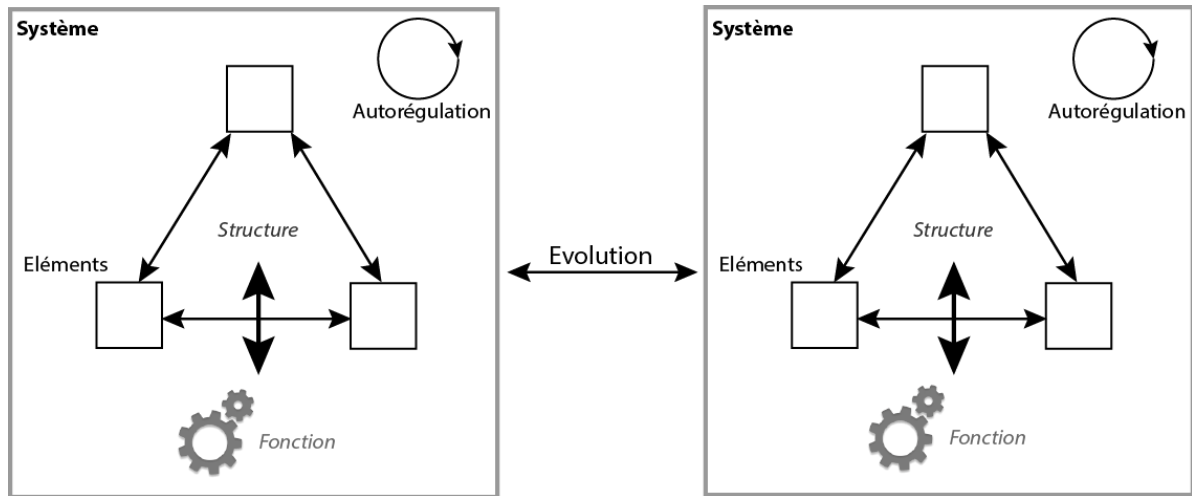 Système
Autorégulation
Structure
Eléments
Fonction
Evolution
Système
Autorégulation
Structure
Eléments
Fonction